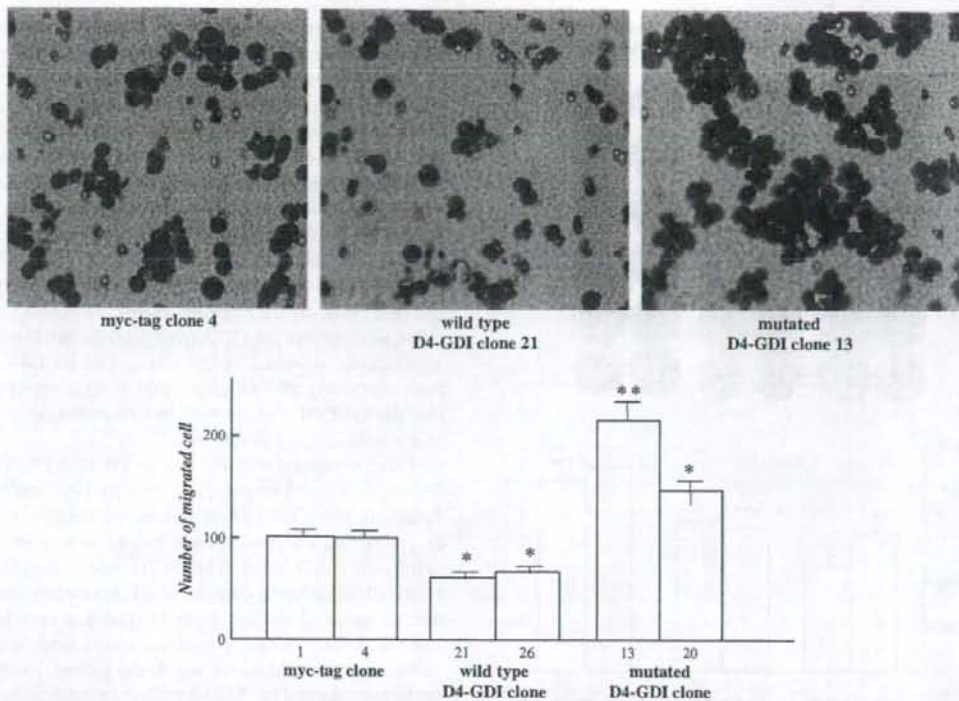 myc-tag clone 4
wild type
D4-GDI clone 21
mutated
D4-GDI clone 13
Number of migrated cell
200
100
0
*
*
**
*
1
4
21
26
13
20
myc-tag clone
wild type
D4-GDI clone
mutated
D4-GDI clone